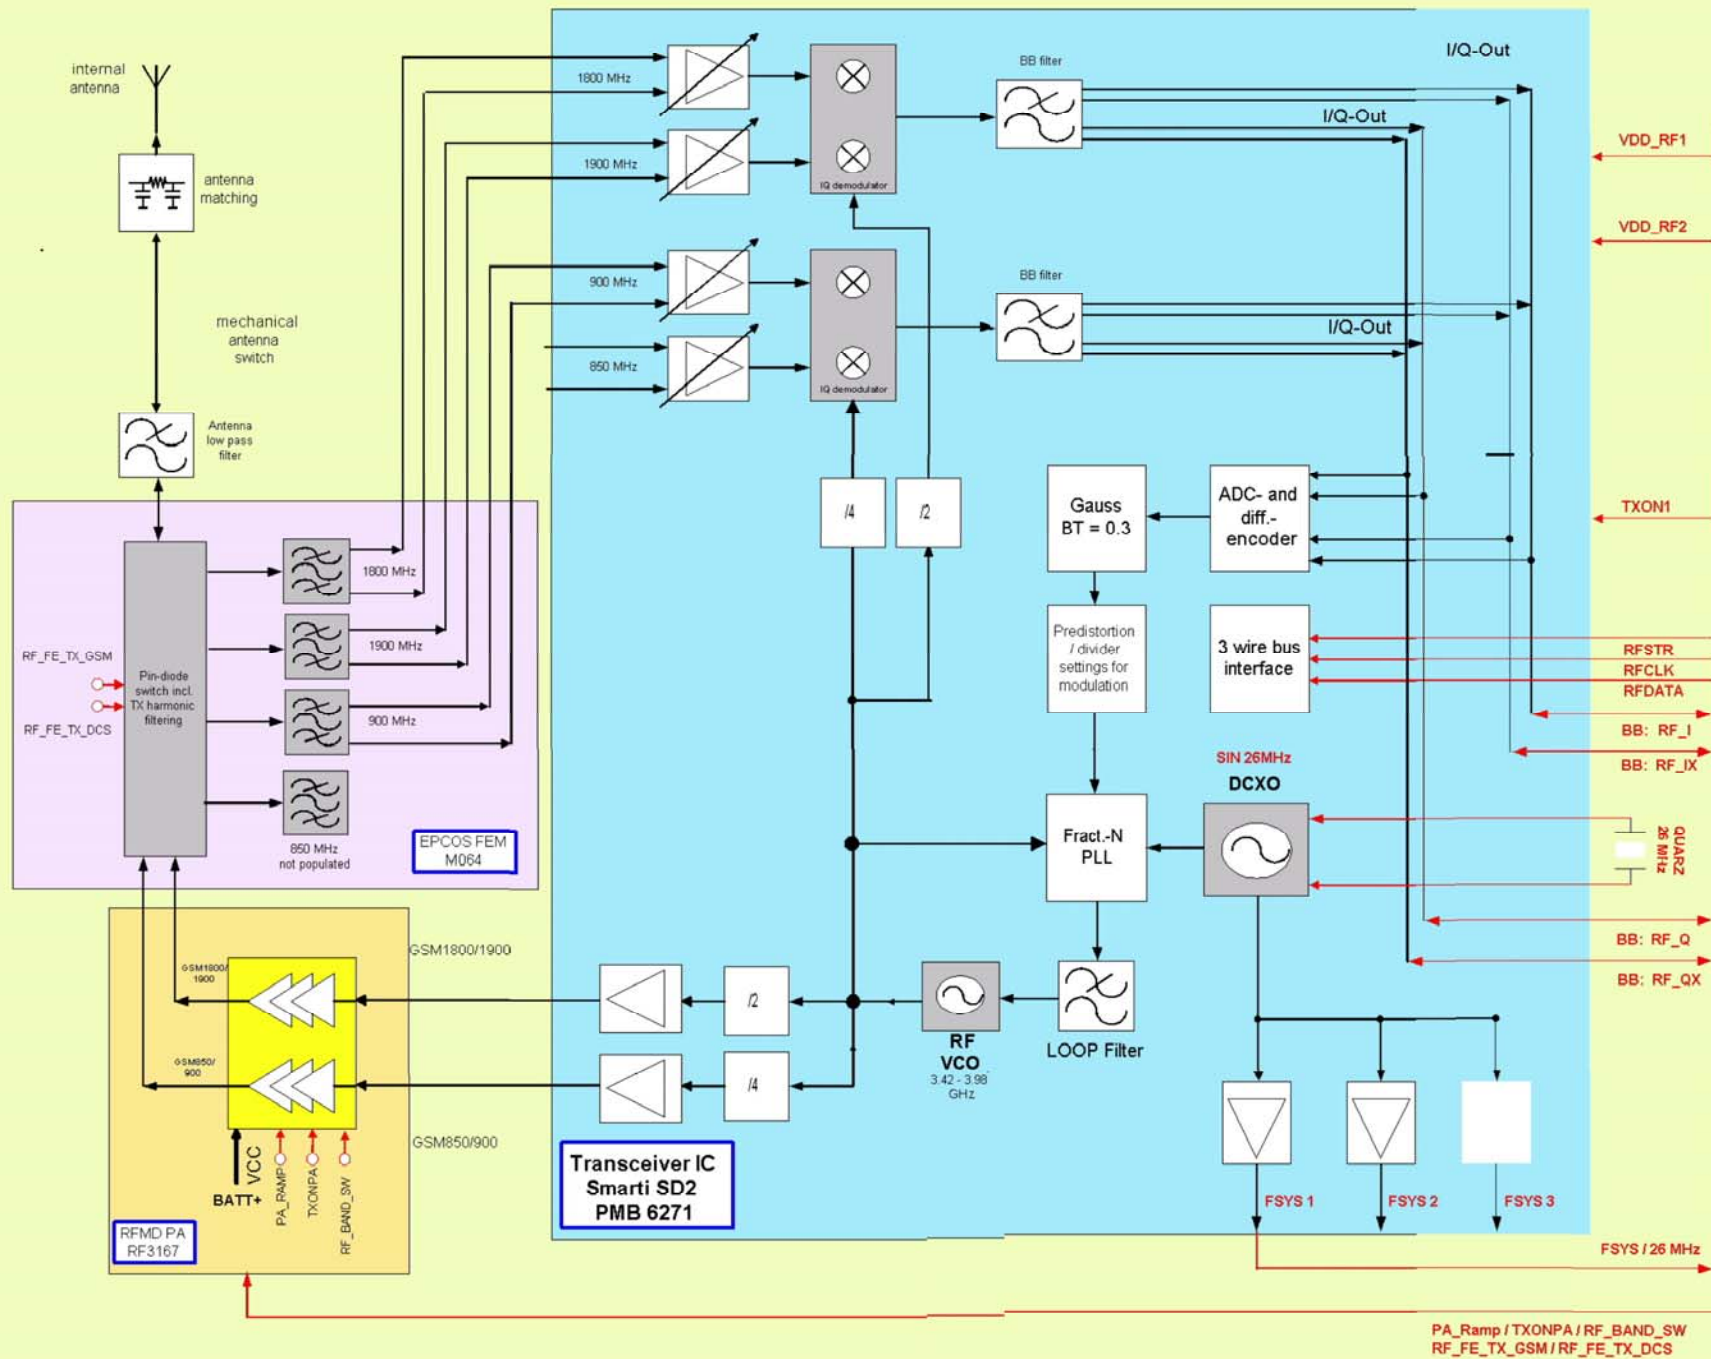 I/Q-Out
internal
antenna
BB filter
1800 MHz
I/Q-Out
VDD_RF1
1900 MHz
antenna
matching
IQ demodulator
VDD_RF2
BB filter
900 MHz
mechanical
antenna
switch
I/Q-Out
850 MHz
IQ demodulator
Antenna
low pass
filter
/4
/2
Gauss
BT = 0.3
ADC- and
diff.-
encoder
TXON1
1800 MHz
1900 MHz
RF_FE_TX_GSM
Pin-diode
switch incl.
TX harmonic
filtering
900 MHz
RF_FE_TX_DCS
Predistortion
/ divider
settings for
modulation
3 wire bus
interface
RFSTR
RFCLK
RFDATA
BB: RF_I
BB: RF_IX
SIN 26MHz
DCXO
850 MHz
not populated
EPCOS FEM
M064
Fract.-N
PLL
QUARZ
26 MHz
GSM1800/1900
BB: RF_Q
GSM1800/
1900
/2
BB: RF_QX
RF
VCO
3.42 - 3.98
GHz
LOOP Filter
GSM850/
900
/4
GSM850/900
VCC
BATT+
PA_RAMP
TXONPA
RF_BAND_SW
Transceiver IC
Smarti SD2
PMB 6271
FSYS 1
FSYS 2
FSYS 3
RFMD PA
RF3167
FSYS / 26 MHz
PA_Ramp / TXONPA / RF_BAND_SW
RF_FE_TX_GSM / RF_FE_TX_DCS